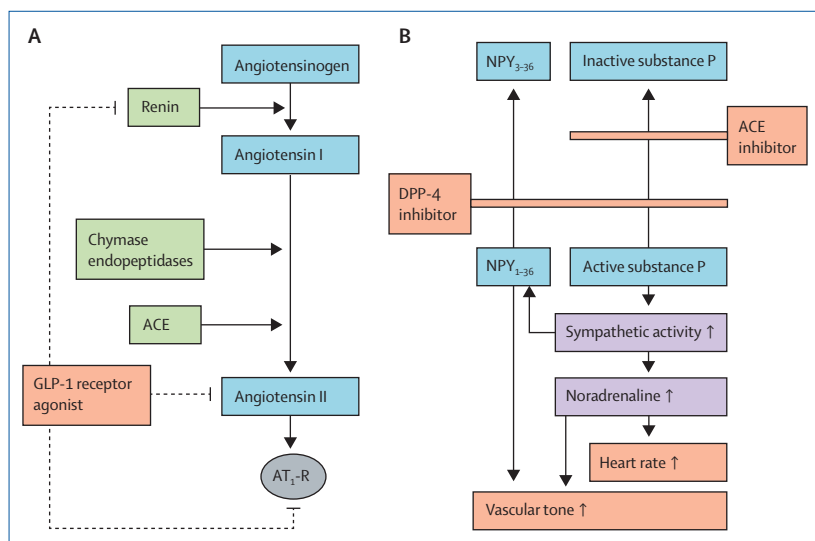 A
Angiotensinogen
Renin
Angiotensin I
Chymase
endopeptidases
ACE
GLP-1 receptor
agonist
Angiotensin II
AT₁-R
B
NPY₃₋₃₆
Inactive substance P
ACE
inhibitor
DPP-4
inhibitor
NPY₁₋₃₆
Active substance P
Sympathetic activity ↑
Noradrenaline ↑
Heart rate ↑
Vascular tone ↑